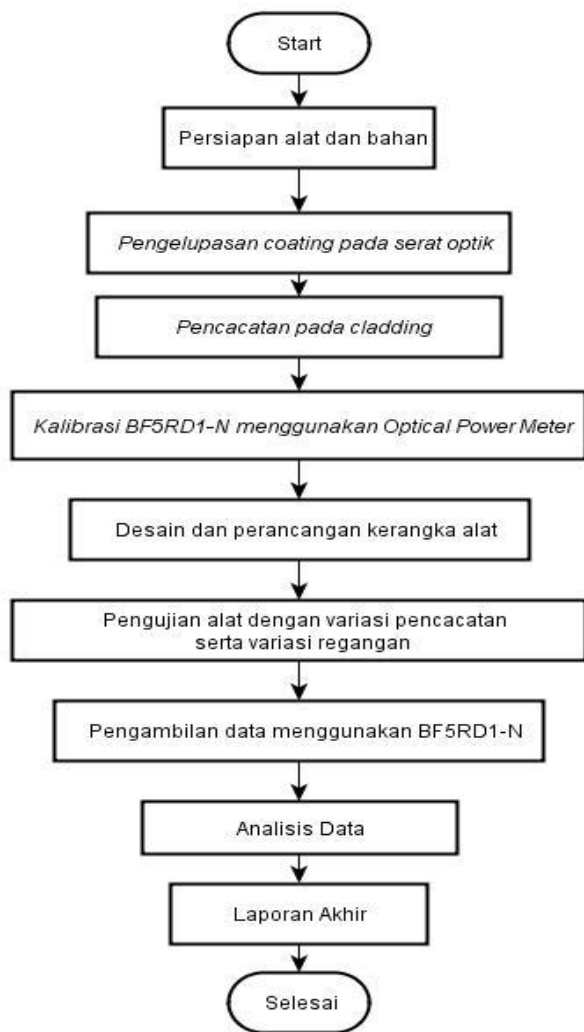 Start
Persiapan alat dan bahan
Pengelupasan coating pada serat optik
Pencacatan pada cladding
Kalibrasi BF5RD1-N menggunakan Optical Power Meter
Desain dan perancangan kerangka alat
Pengujian alat dengan variasi pencacatan
serta variasi regangan
Pengambilan data menggunakan BF5RD1-N
Analisis Data
Laporan Akhir
Selesai